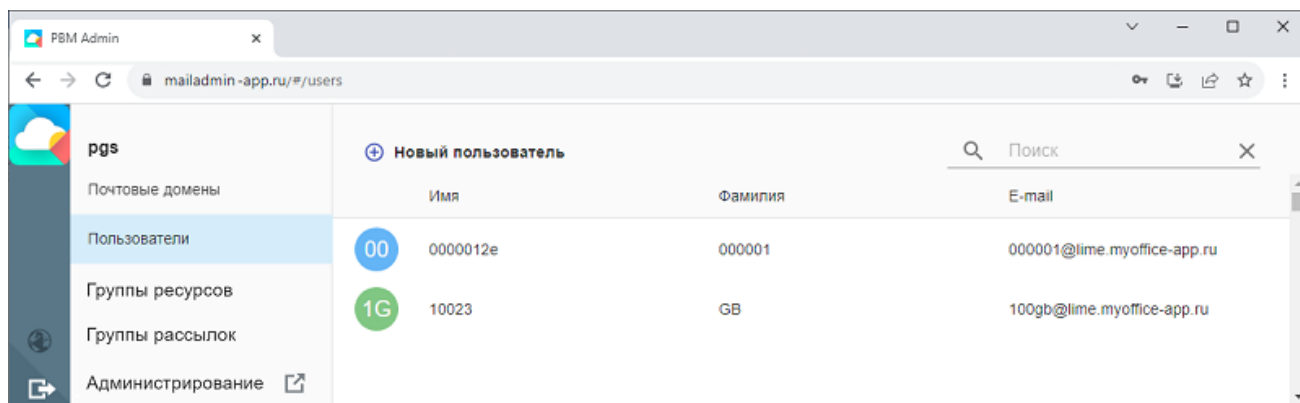 PBM Admin
mailadmin-app.ru/#/users
pgs
Почтовые домены
Пользователи
Группы ресурсов
Группы рассылок
Администрирование
Новый пользователь
Поиск
Имя Фамилия E-mail
00 0000012e 000001 000001@lime.myoffice-app.ru
1G 10023 GB 100gb@lime.myoffice-app.ru